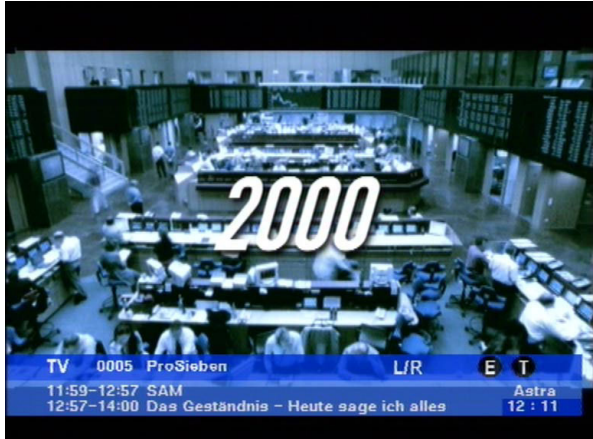 2000
TV 0005 ProSieben L/R E T
11:59-12:57 SAM Astra
12:57-14:00 Das Geständnis - Heute sage ich alles 12:11